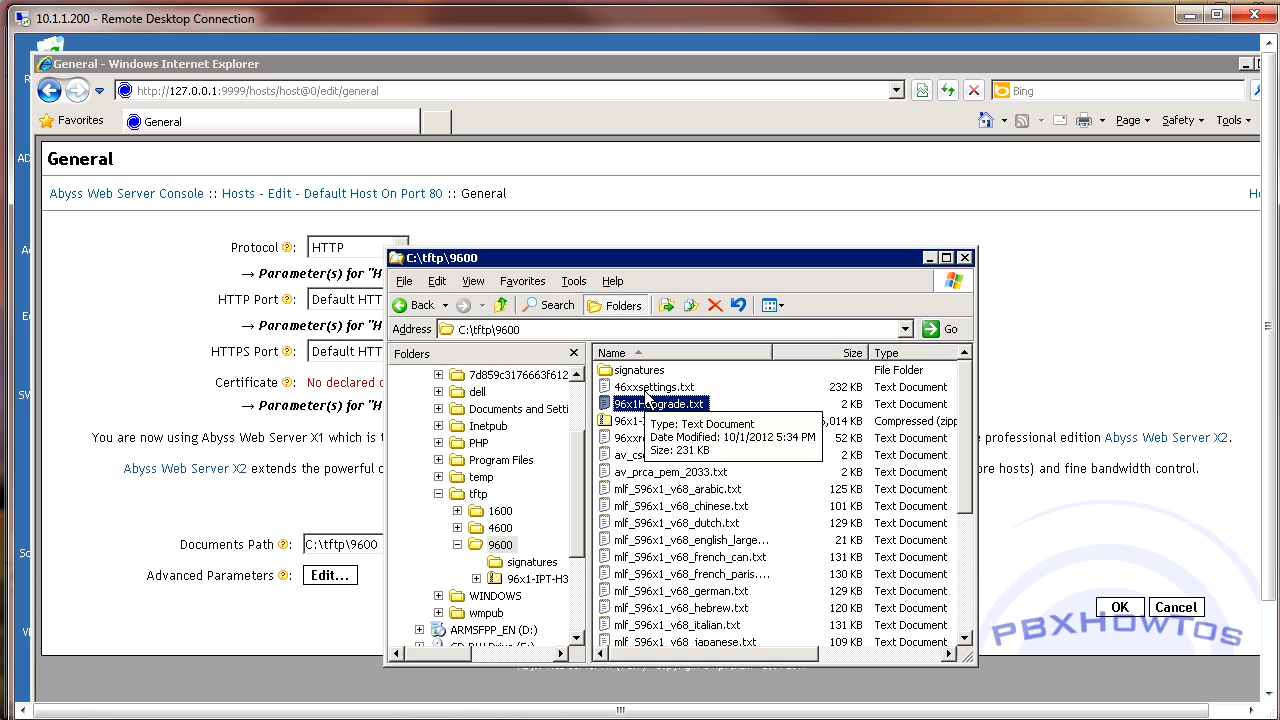 10.1.1.200 - Remote Desktop Connection
General - Windows Internet Explorer
http://127.0.0.1:9999/hosts/host@00/edit/general
Bing
Favorites
General
Page
Safety
Tools
General
Abyss Web Server Console :: Hosts - Edit - Default Host On Port 80 :: General
Protocol
:
HTTP
→ Parameter(s) for "H
HTTP Port
:
Default HTT
→ Parameter(s) for "H
HTTPS Port
:
Default HTT
Certificate
:
No declared
→ Parameter(s) for "H
You are now using Abyss Web Server X1 which is
professional edition Abyss Web Server X2.
Abyss Web Server X2 extends the powerful
ore hosts) and fine bandwidth control.
Documents Path
:
C:\tftp\9600
Advanced Parameters
:
Edit...
OK
Cancel
PBXHOWTOS
C:\tftp\9600
File
Edit
View
Favorites
Tools
Help
Back
Search
Folders
Address
C:\tftp\9600
Go
Folders
7d859c3176663f612
dell
Documents and Setti
Inetpub
PHP
Program Files
temp
tftp
1600
4600
9600
signatures
96x1-IPT-H3
WINDOWS
wmpub
ARMSFPP_EN (D:)
Name
Size
Type
signatures
File Folder
46xxsettings.txt
232 KB
Text Document
96x1H
pgrade.txt
2 KB
Text Document
96x1-
6,014 KB
Compressed (zipp
52 KB
Text Document
2 KB
Text Document
av_prca_pem_2033.txt
2 KB
Text Document
mlf_S96x1_v68_arabic.txt
125 KB
Text Document
mlf_S96x1_v68_chinese.txt
101 KB
Text Document
mlf_S96x1_v68_dutch.txt
129 KB
Text Document
mlf_S96x1_v68_english_large...
21 KB
Text Document
mlf_S96x1_v68_french_can.txt
131 KB
Text Document
mlf_S96x1_v68_french_paris....
130 KB
Text Document
mlf_S96x1_v68_german.txt
129 KB
Text Document
mlf_S96x1_v68_hebrew.txt
120 KB
Text Document
mlf_S96x1_v68_italian.txt
131 KB
Text Document
mlf_S96x1_v68_japanese.txt
109 KB
Text Document
Type: Text Document
Date Modified: 10/1/2012 5:34 PM
Size: 231 KB